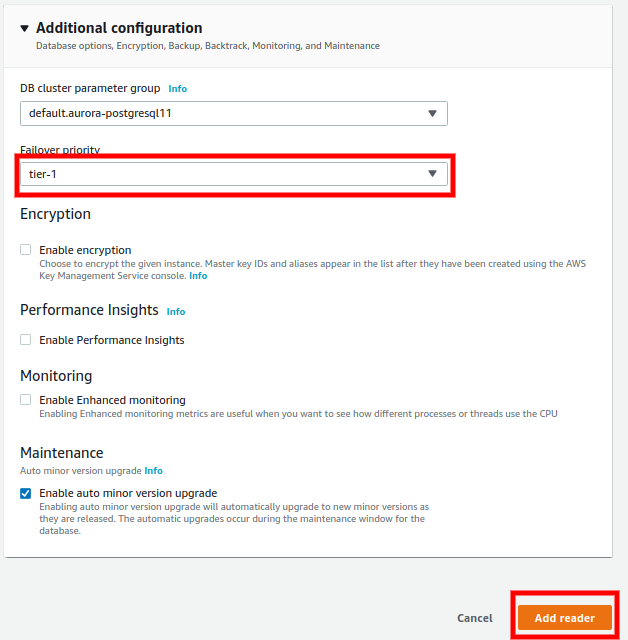 Additional configuration
Database options, Encryption, Backup, Backtrack, Monitoring, and Maintenance
DB cluster parameter group Info
default.aurora-postgresql11
Failover priority
tier-1
Encryption
Enable encryption
Choose to encrypt the given instance. Master key IDs and aliases appear in the list after they have been created using the AWS
Key Management Service console. Info
Performance Insights Info
Enable Performance Insights
Monitoring
Enable Enhanced monitoring
Enabling Enhanced monitoring metrics are useful when you want to see how different processes or threads use the CPU
Maintenance
Auto minor version upgrade Info
Enable auto minor version upgrade
Enabling auto minor version upgrade will automatically upgrade to new minor versions as
they are released. The automatic upgrades occur during the maintenance window for the
database.
Cancel Add reader